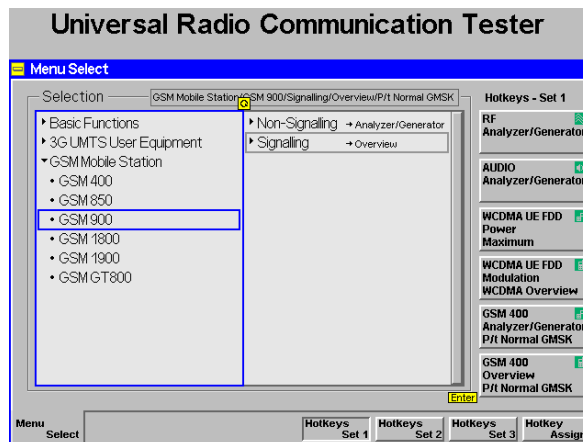 Universal Radio Communication Tester
Menu Select
Selection
GSM Mobile Station/GSM 900/Signalling/Overview/P/t Normal GMSK
Basic Functions
3G UMTS User Equipment
GSM Mobile Station
GSM 400
GSM 850
GSM 900
GSM 1800
GSM 1900
GSM GT800
Non-Signalling → Analyzer/Generator
Signalling → Overview
Enter
Hotkeys - Set 1
RF
Analyzer/Generator
AUDIO
Analyzer/Generator
WCDMA UE FDD
Power
Maximum
WCDMA UE FDD
Modulation
WCDMA Overview
GSM 400
Analyzer/Generator
P/t Normal GMSK
GSM 400
Overview
P/t Normal GMSK
Menu
Select
Hotkeys
Set 1
Hotkeys
Set 2
Hotkeys
Set 3
Hotkey
Assig